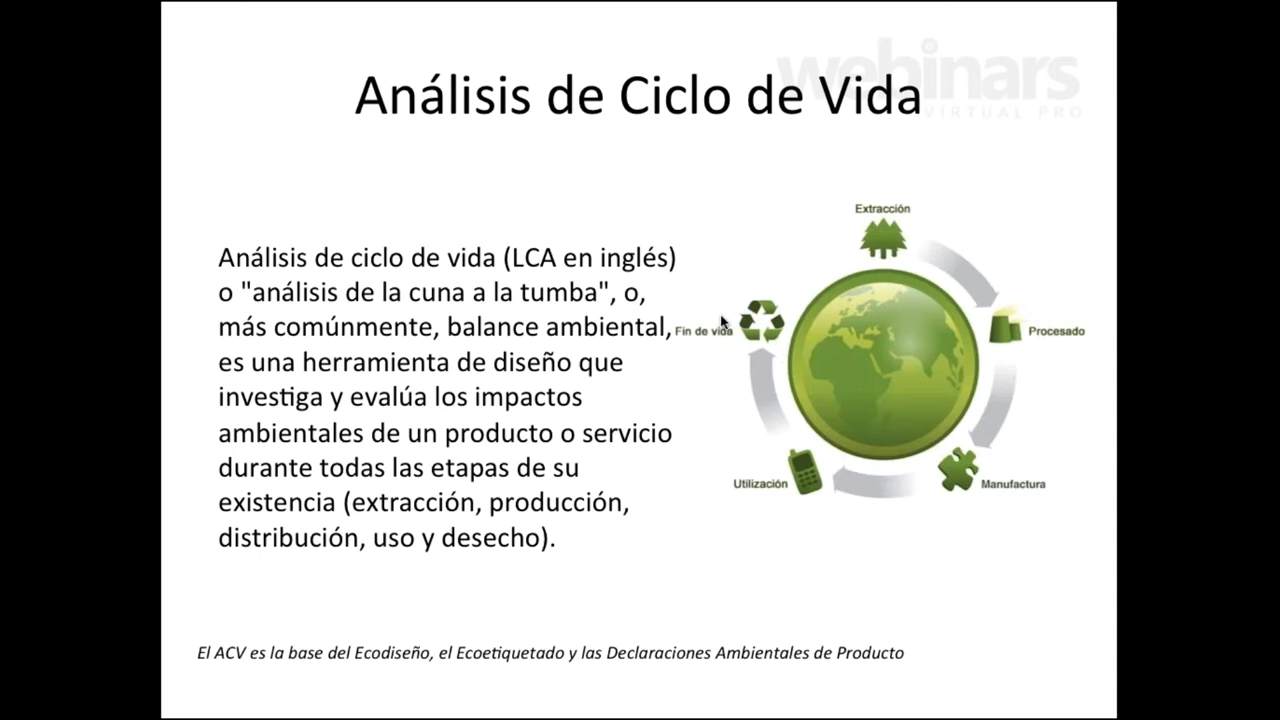 webinars
VIRTUAL PRO
Análisis de Ciclo de Vida
Análisis de ciclo de vida (LCA en inglés)
o "análisis de la cuna a la tumba", o,
más comúnmente, balance ambiental,
es una herramienta de diseño que
investiga y evalúa los impactos
ambientales de un producto o servicio
durante todas las etapas de su
existencia (extracción, producción,
distribución, uso y desecho).
Extracción
Procesado
Manufactura
Utilización
Fin de vida
El ACV es la base del Ecodiseño, el Ecoetiquetado y las Declaraciones Ambientales de Producto